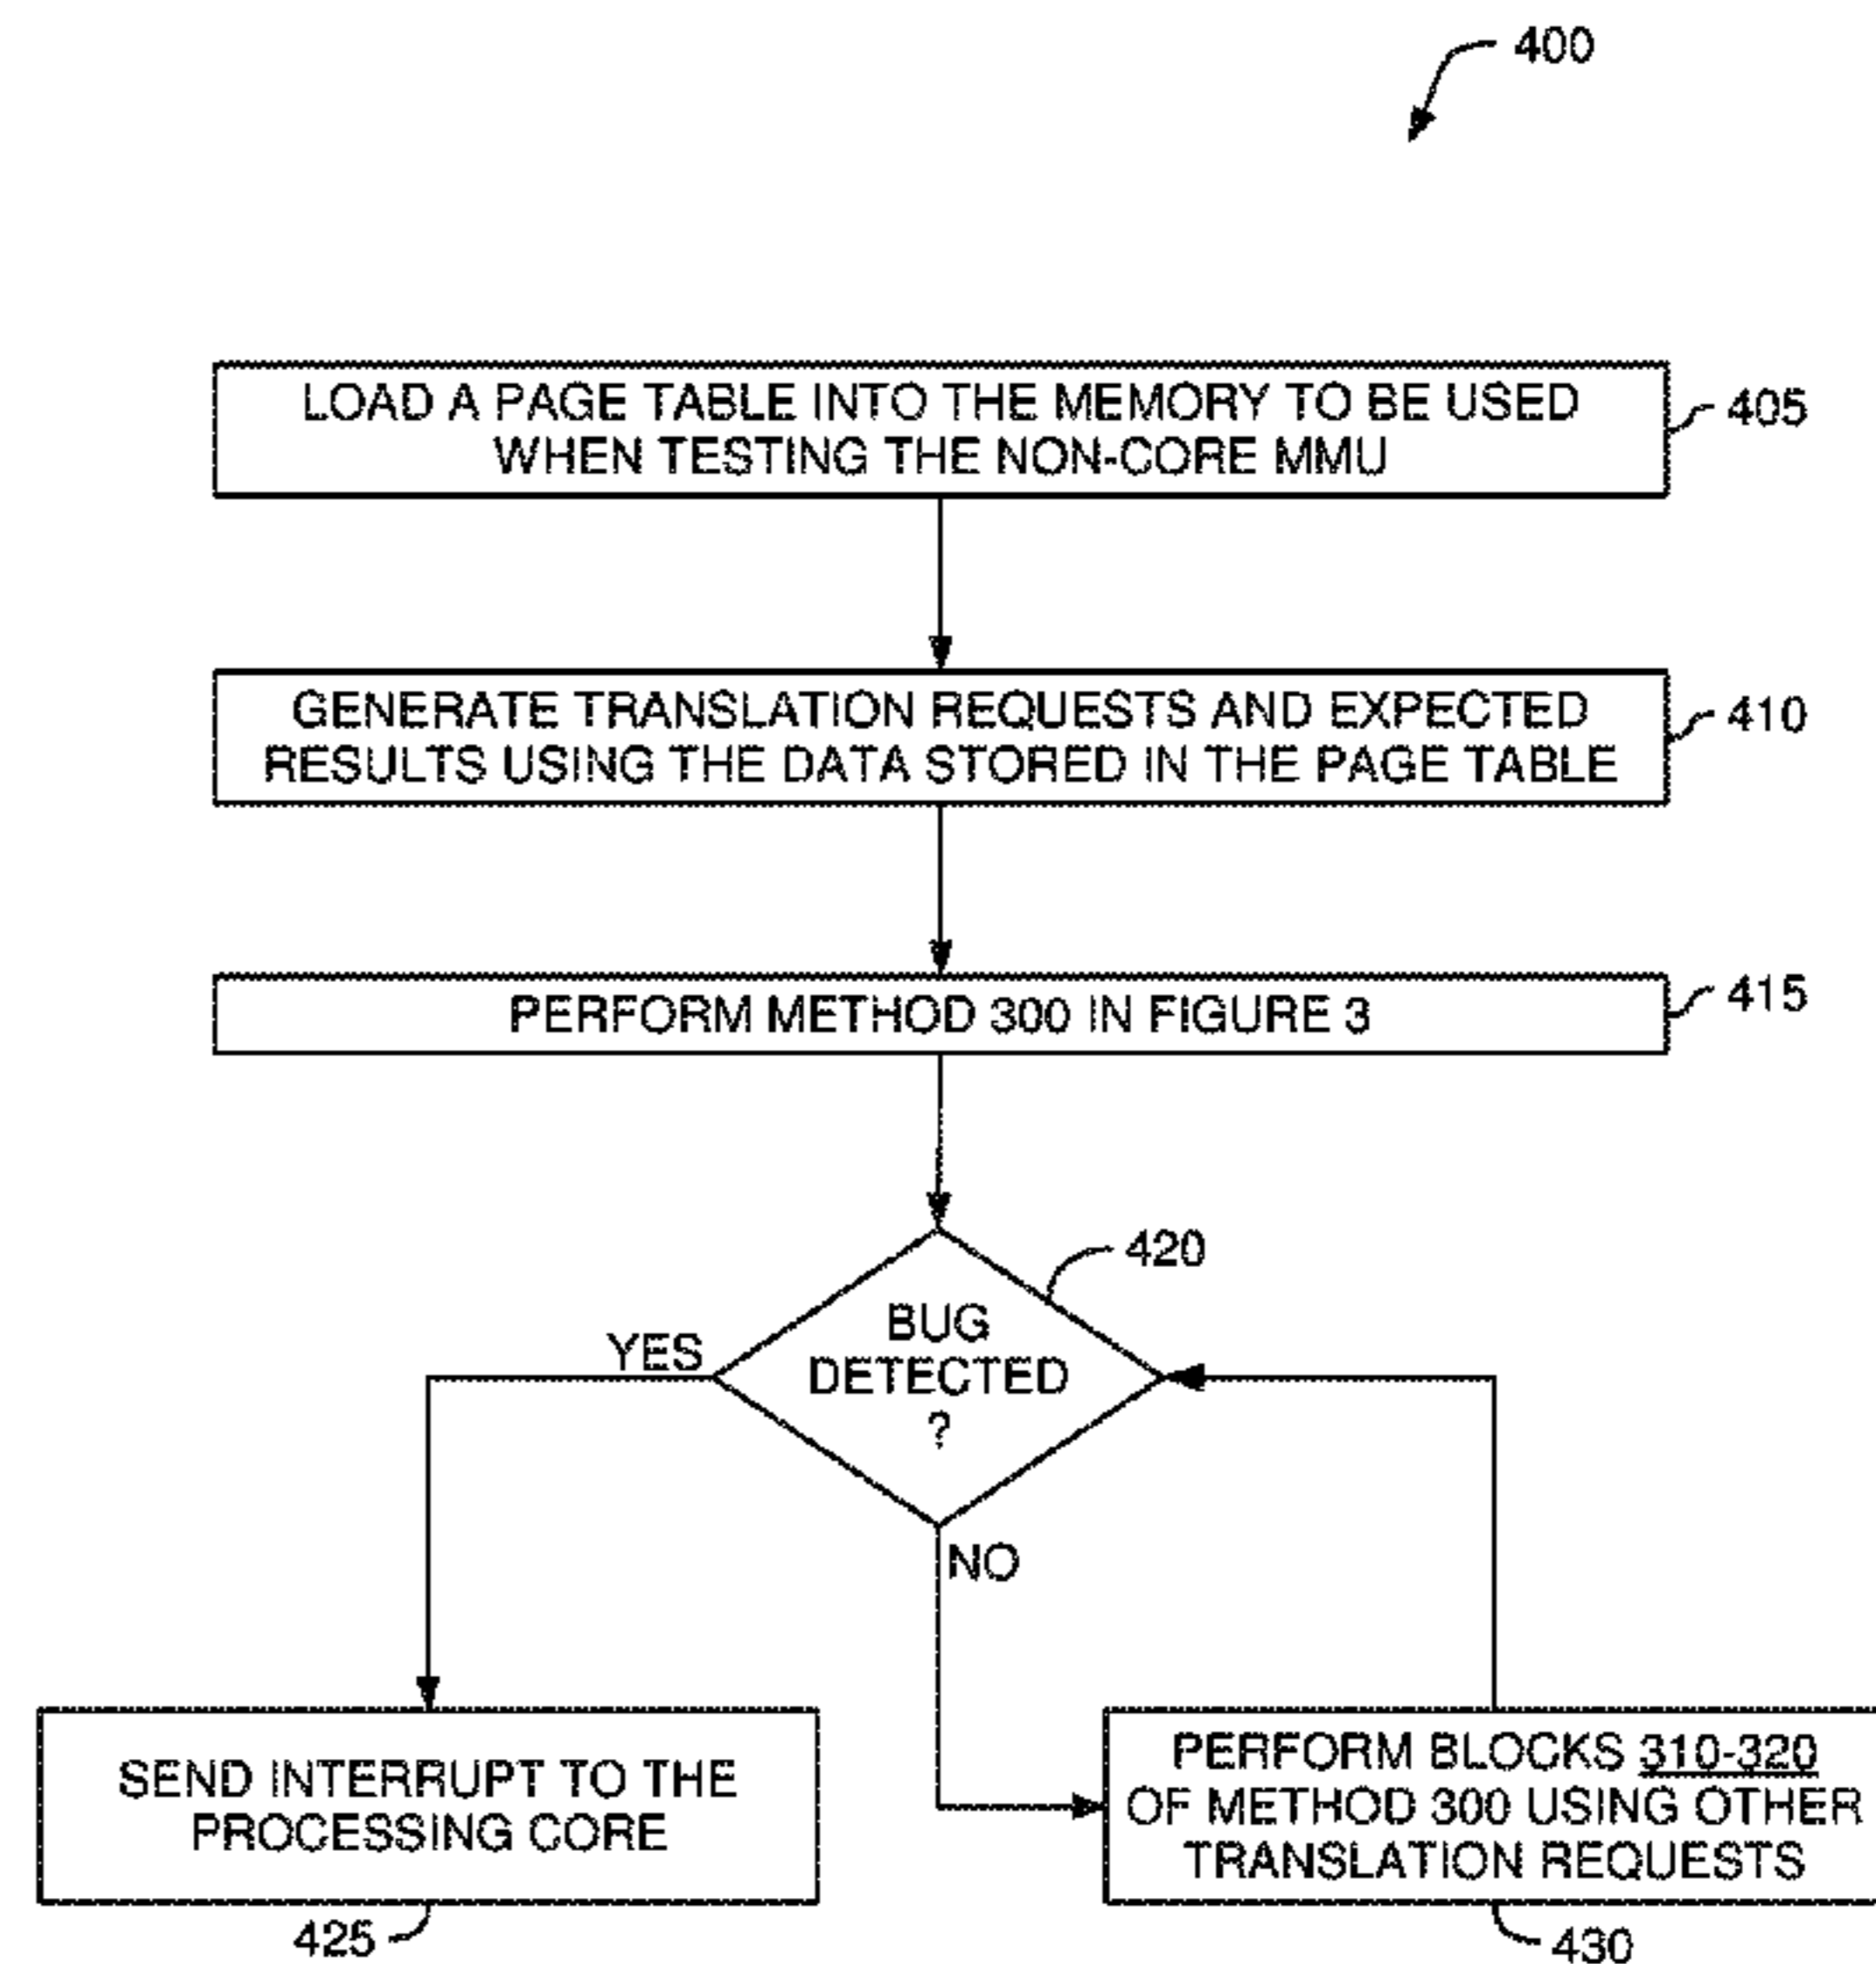 400
LOAD A PAGE TABLE INTO THE MEMORY TO BE USED
WHEN TESTING THE NON-CORE MMU
405
GENERATE TRANSLATION REQUESTS AND EXPECTED
RESULTS USING THE DATA STORED IN THE PAGE TABLE
410
PERFORM METHOD 300 IN FIGURE 3
415
420
BUG
DETECTED
?
YES
NO
SEND INTERRUPT TO THE
PROCESSING CORE
425
PERFORM BLOCKS 310-320
OF METHOD 300 USING OTHER
TRANSLATION REQUESTS
430